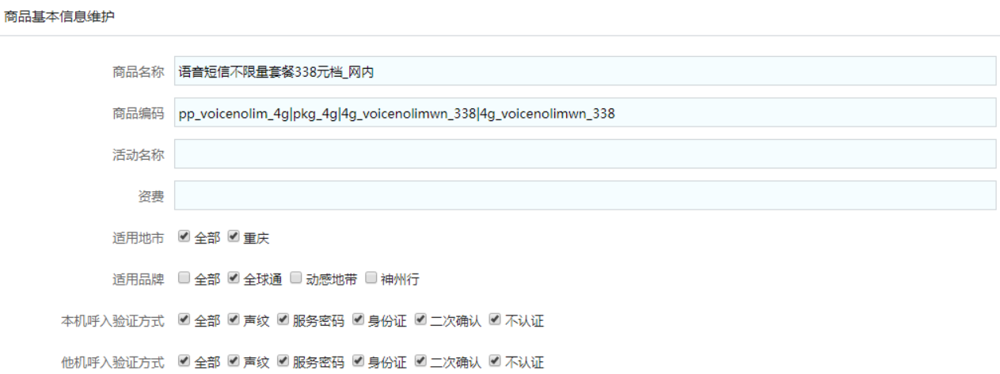 商品基本信息维护
商品名称 语音短信不限量套餐338元档_网内
商品编码 pp_voicenolim_4g|pkg_4g|4g_voicenolimwn_338|4g_voicenolimwn_338
活动名称
资费
适用地市 全部 重庆
适用品牌 全部 全球通 动感地带 神州行
本机呼入验证方式 全部 声纹 服务密码 身份证 二次确认 不认证
他机呼入验证方式 全部 声纹 服务密码 身份证 二次确认 不认证